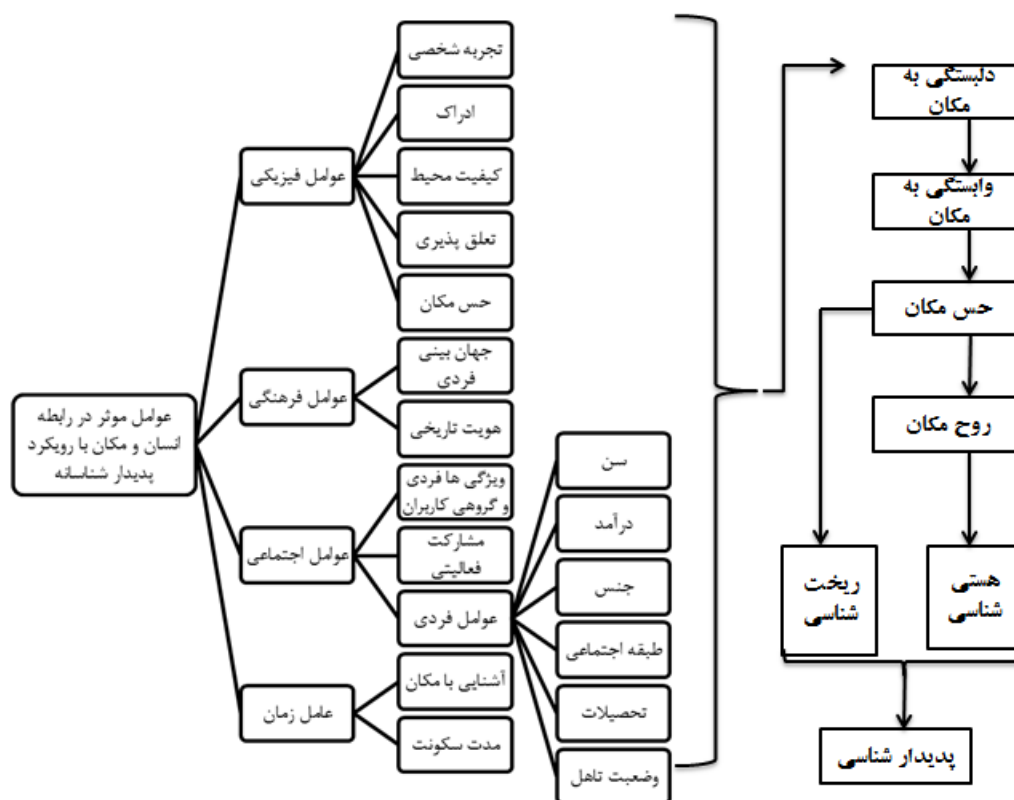 عوامل موثر در رابطه
انسان و مکان با رویکرد
پدیدار شناسانه
عوامل فیزیکی
تجربه شخصی
ادراک
کیفیت محیط
تعلق پذیری
حس مکان
عوامل فرهنگی
جهان بینی
فردی
هویت تاریخی
عوامل اجتماعی
ویژگی ها فردی
و گروهی کاربران
مشارکت
فعالیتی
عوامل فردی
سن
درآمد
جنس
طبقه اجتماعی
تحصیلات
وضعیت تاهل
عامل زمان
آشنایی با مکان
مدت سکونت
دلبستگی به
مکان
وابستگی به
مکان
حس مکان
روح مکان
ریخت
شناسی
هستی
شناسی
پدیدار شناسی